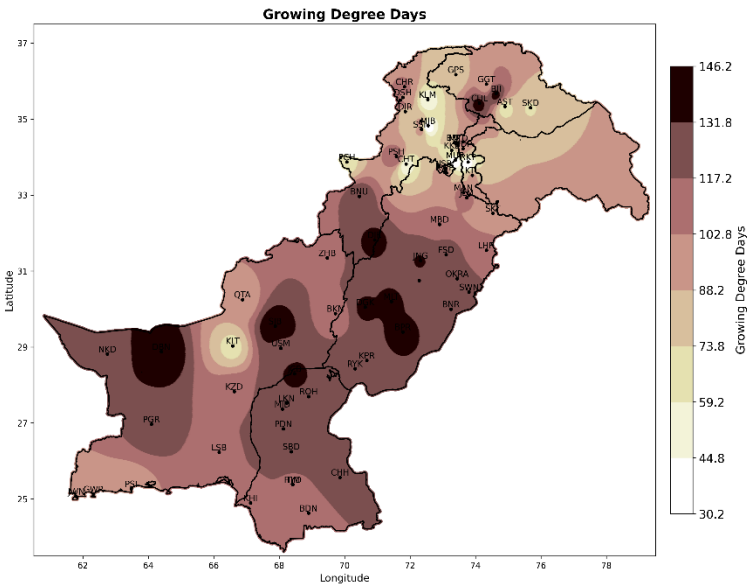 Growing Degree Days
37
35
33
31
29
27
25
Latitude
62
64
66
68
70
72
74
76
78
Longitude
146.2
131.8
117.2
102.8
88.2
73.8
59.2
44.8
30.2
Growing Degree Days
GPS
CHR
GGT
KLM
DIR
AST
SKD
PSH
CHT
BNU
MBD
ZHB
FSD
LHR
JNG
OKRA
SWN
QTA
BKN
BNR
KLT
NKD
KPR
RYK
KZD
ROH
PGR
PDN
LSB
SBD
CHH
PSL
GWR
JWN
KHI
BDN